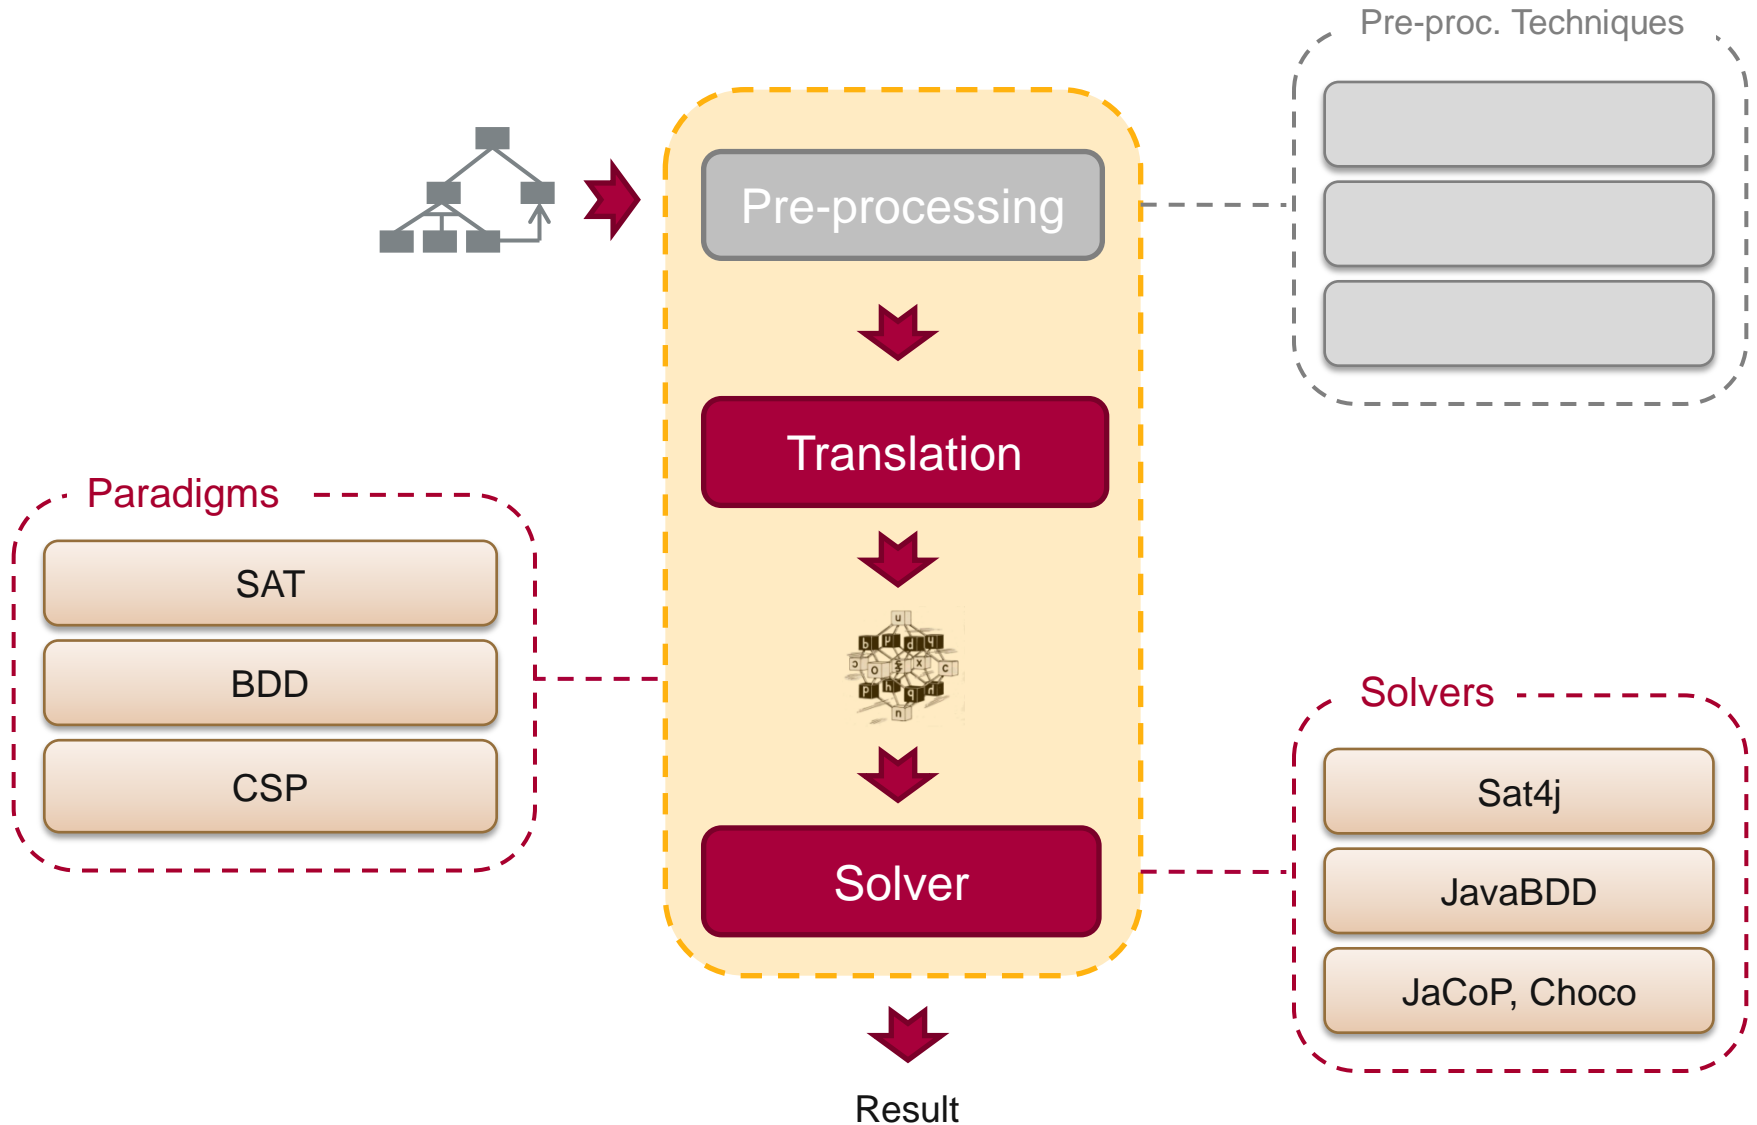 Pre-proc. Techniques
Pre-processing
Translation
Paradigms
SAT
BDD
CSP
Solvers
Sat4j
JavaBDD
JaCoP, Choco
Solver
Result